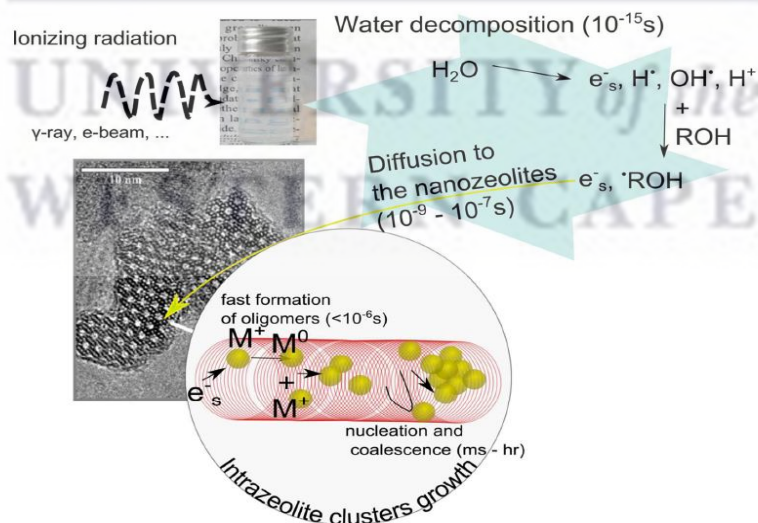 Ionizing radiation
γ-ray, e-beam, ...
Water decomposition (10⁻¹⁵s)
H₂O
e⁻ₛ, H•, OH•, H⁺
+
ROH
e⁻ₛ, •ROH
Diffusion to
the nanozeolites
(10⁻⁹ - 10⁻⁷s)
10 nm
fast formation
of oligomers (<10⁻⁶s)
M⁺
M⁰
e⁻ₛ
+
M⁺
nucleation and
coalescence (ms - hr)
Intrazeolite clusters growth
UNIVERSITY of the
WESTERN CAPE